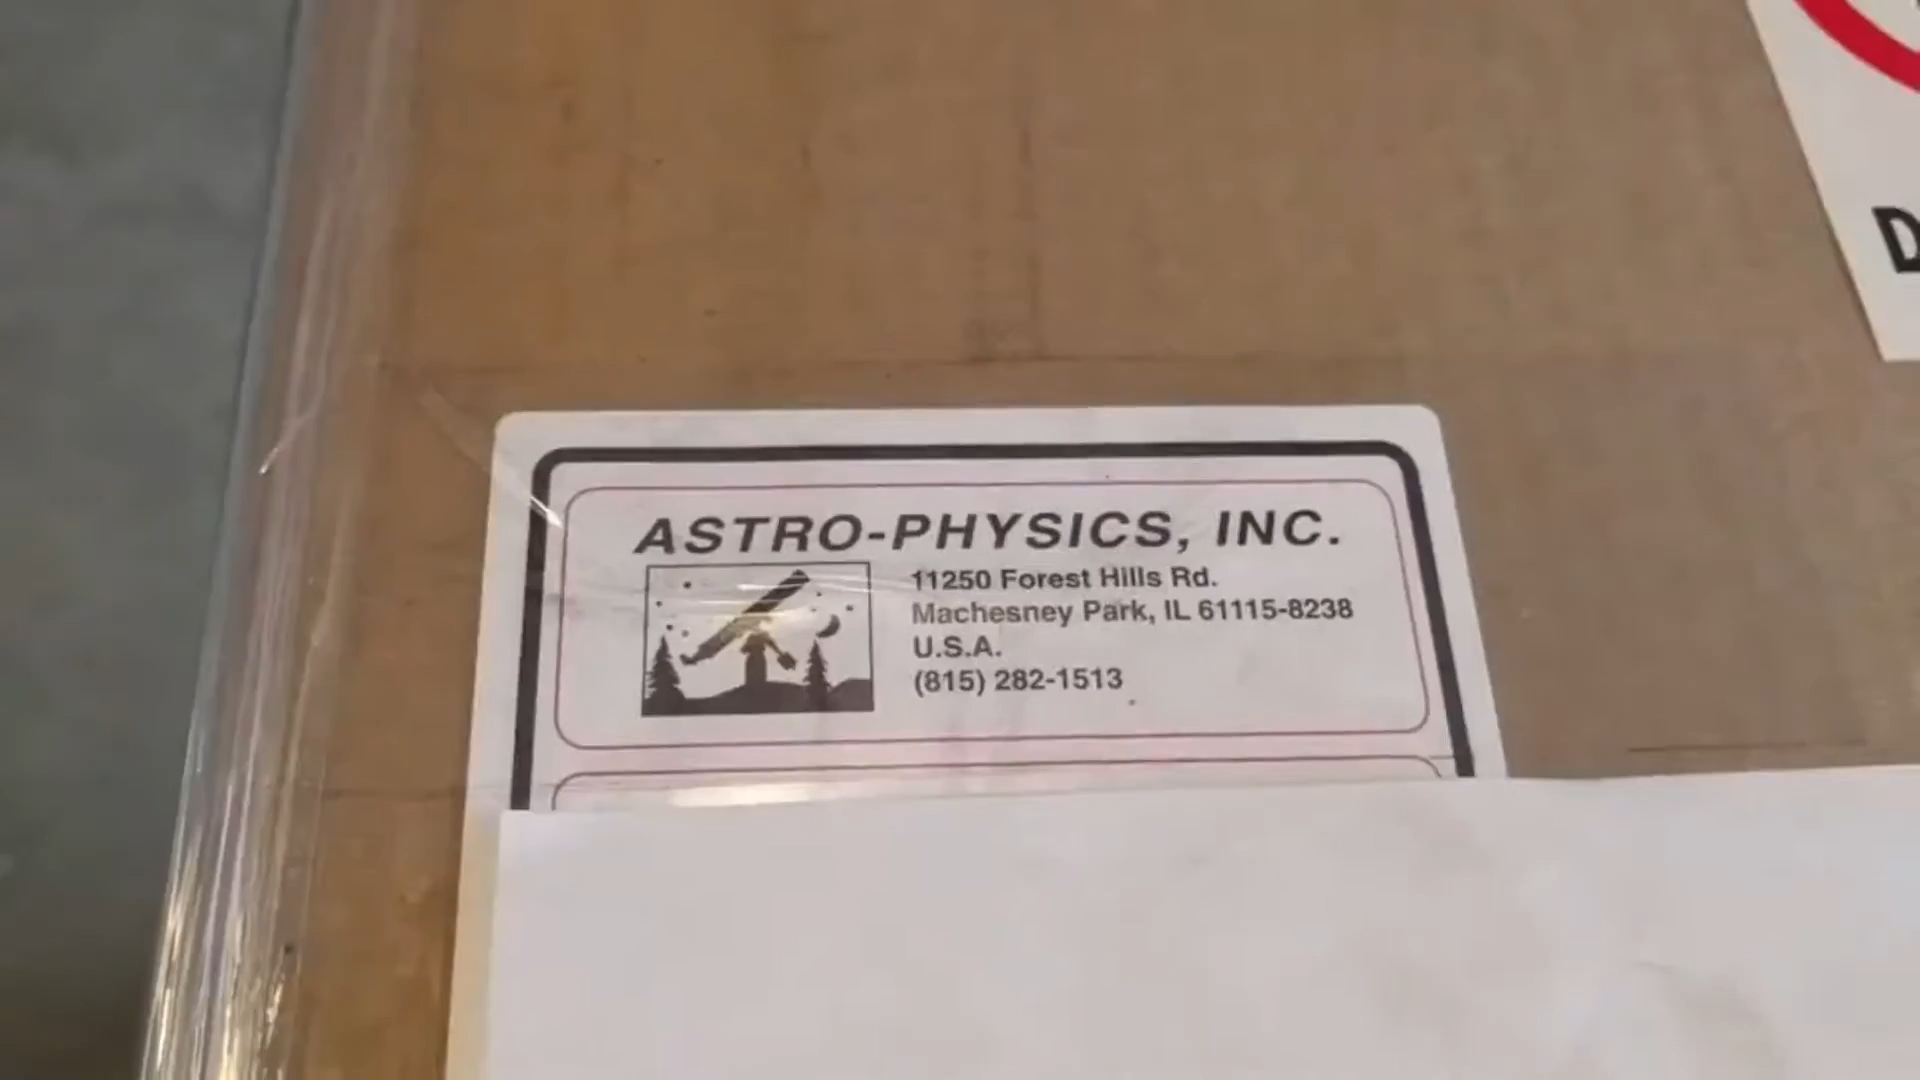 ASTRO-PHYSICS, INC.
11250 Forest Hills Rd.
Machesney Park, IL 61115-8238
U.S.A.
(815) 282-1513